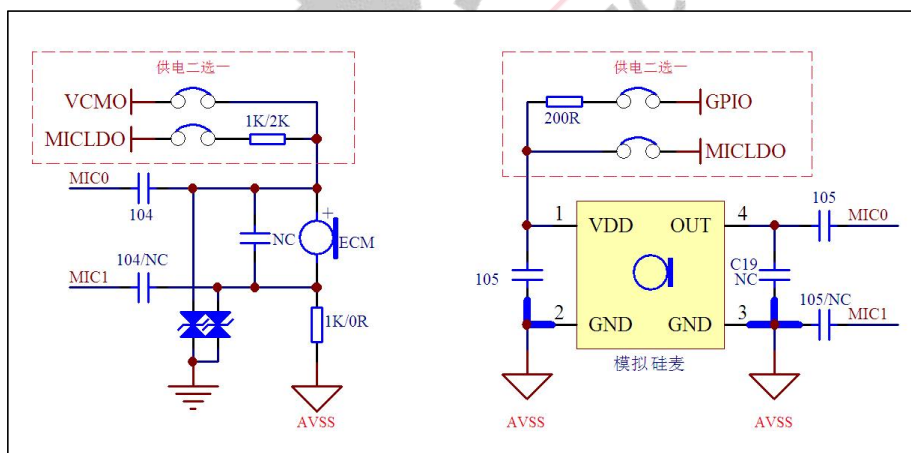 供电二选一
VCMO
MICLDO
1K/2K
MIC0
104
NC
+
ECM
104/NC
MIC1
1K/0R
AVSS
供电二选一
GPIO
200R
MICLDO
1
VDD
OUT
4
105
MIC0
105
C19
NC
2
GND
GND
3
105/NC
MIC1
模拟硅麦
AVSS
AVSS